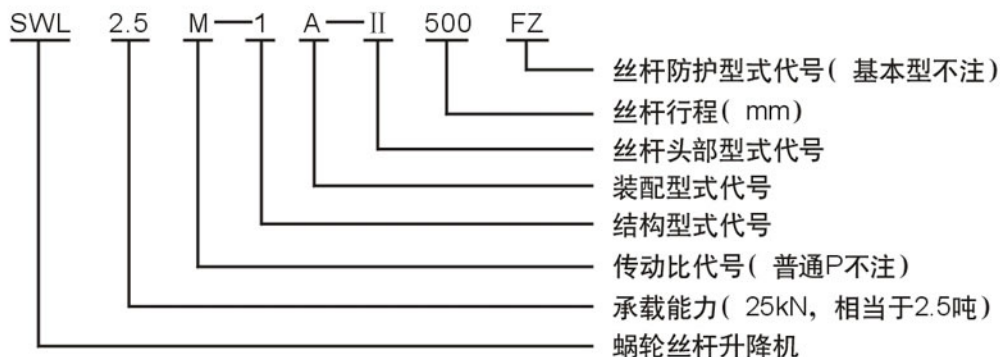 SWL 2.5 M—1 A—Ⅱ 500 FZ
丝杆防护型式代号( 基本型不注)
丝杆行程( mm)
丝杆头部型式代号
装配型式代号
结构型式代号
传动比代号( 普通P不注)
承载能力( 25kN, 相当于2.5吨)
蜗轮丝杆升降机